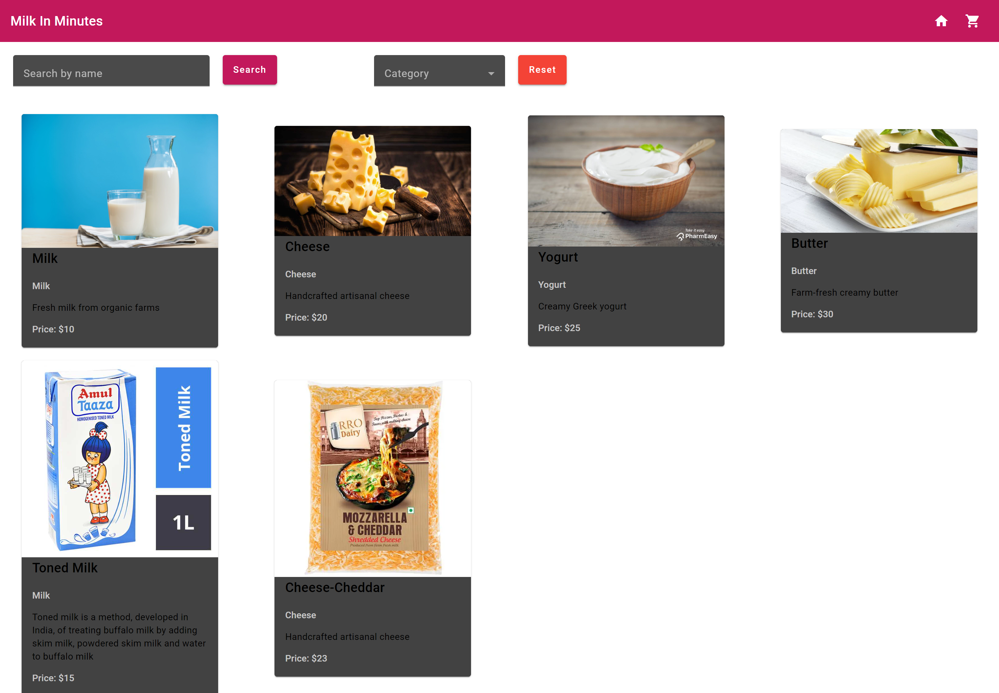 Milk In Minutes
Search by name
Search
Category
Reset
Milk
Milk
Fresh milk from organic farms
Price: $10
Cheese
Cheese
Handcrafted artisanal cheese
Price: $20
Take it easy
PharmEasy
Yogurt
Yogurt
Creamy Greek yogurt
Price: $25
Butter
Butter
Farm-fresh creamy butter
Price: $30
Amul
Taaza
HOMOGENISED TONED MILK
Toned Milk
1L
Toned Milk
Milk
Toned milk is a method, developed in
India, of treating buffalo milk by adding
skim milk, powdered skim milk and water
to buffalo milk
Price: $15
RRO
Dairy
Top Pizzas, Pastas &
Tacos with melting cheese
MOZZARELLA
& CHEDDAR
Shredded Cheese
Produced from farm fresh milk
Cheese-Cheddar
Cheese
Handcrafted artisanal cheese
Price: $23